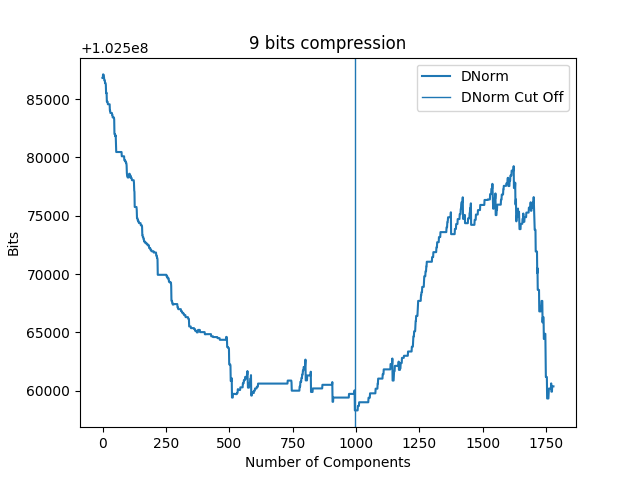 9 bits compression
+1.025e8
DNorm
DNorm Cut Off
85000
80000
75000
70000
65000
60000
Bits
0 250 500 750 1000 1250 1500 1750
Number of Components